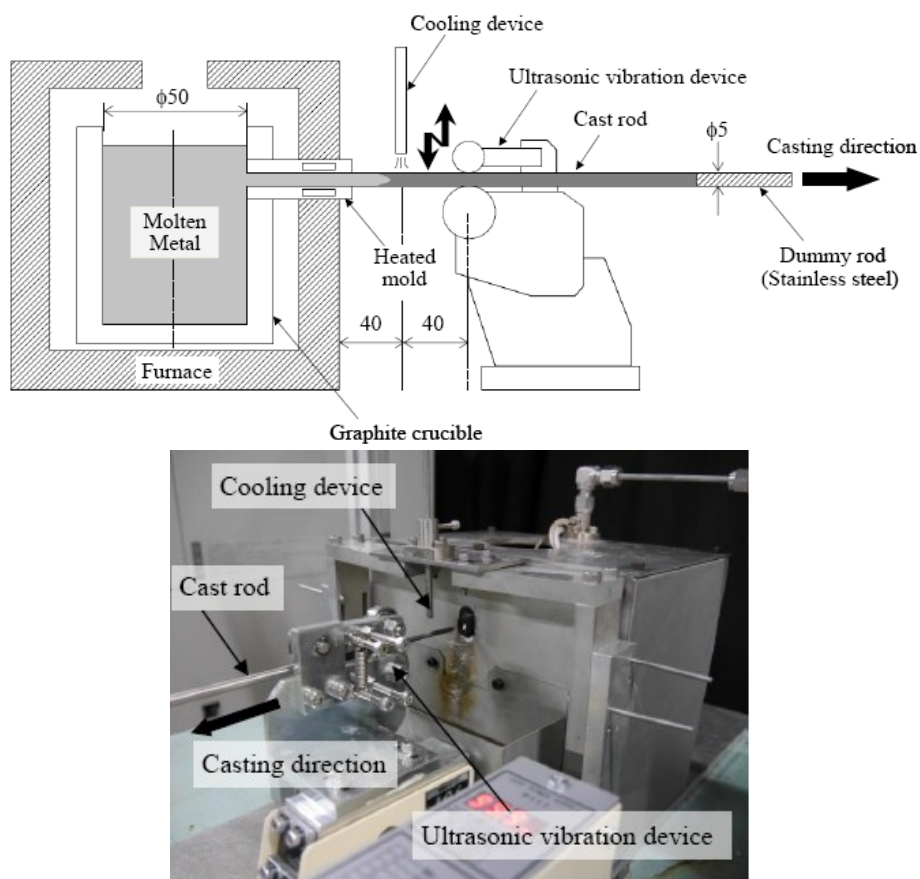 Cooling device
Ultrasonic vibration device
ϕ50
Cast rod
ϕ5
Casting direction
Molten
Metal
Heated
mold
Dummy rod
(Stainless steel)
40
40
Furnace
Graphite crucible
Cooling device
Cast rod
Casting direction
Ultrasonic vibration device